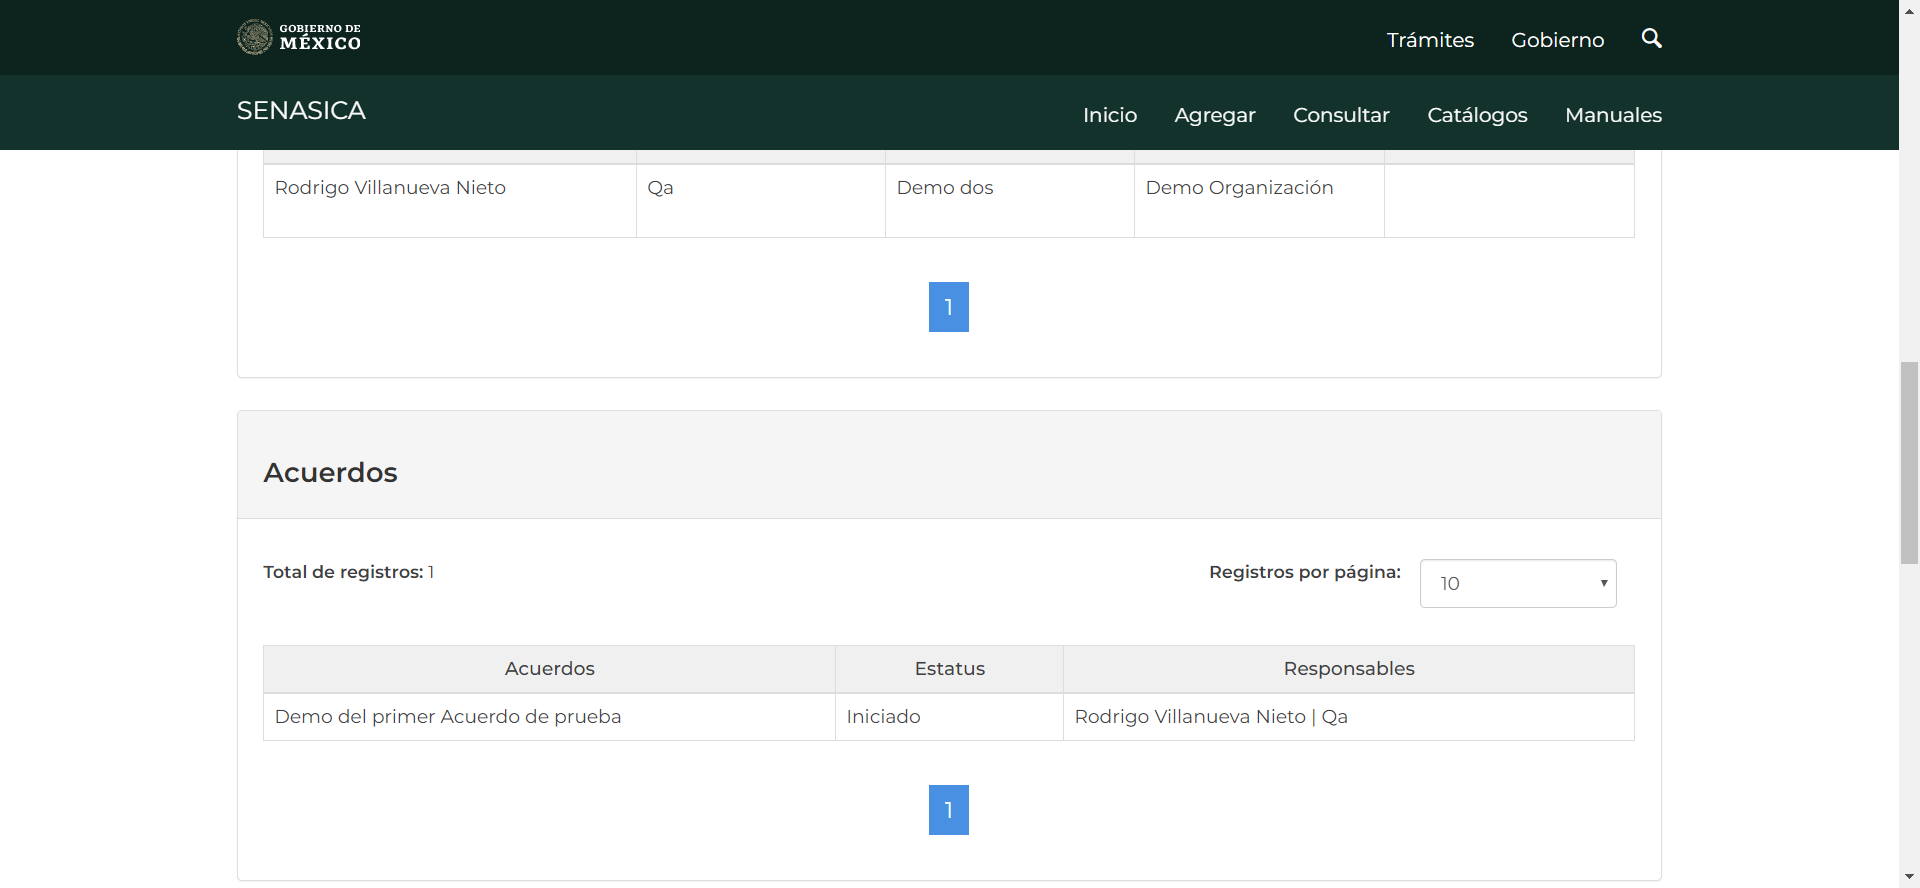 GOBIERNO DE
MÉXICO
Trámites Gobierno
SENASICA
Inicio Agregar Consultar Catálogos Manuales
Rodrigo Villanueva Nieto Qa Demo dos Demo Organización
1
Acuerdos
Total de registros: 1 Registros por página: 10
Acuerdos Estatus Responsables
Demo del primer Acuerdo de prueba Iniciado Rodrigo Villanueva Nieto | Qa
1